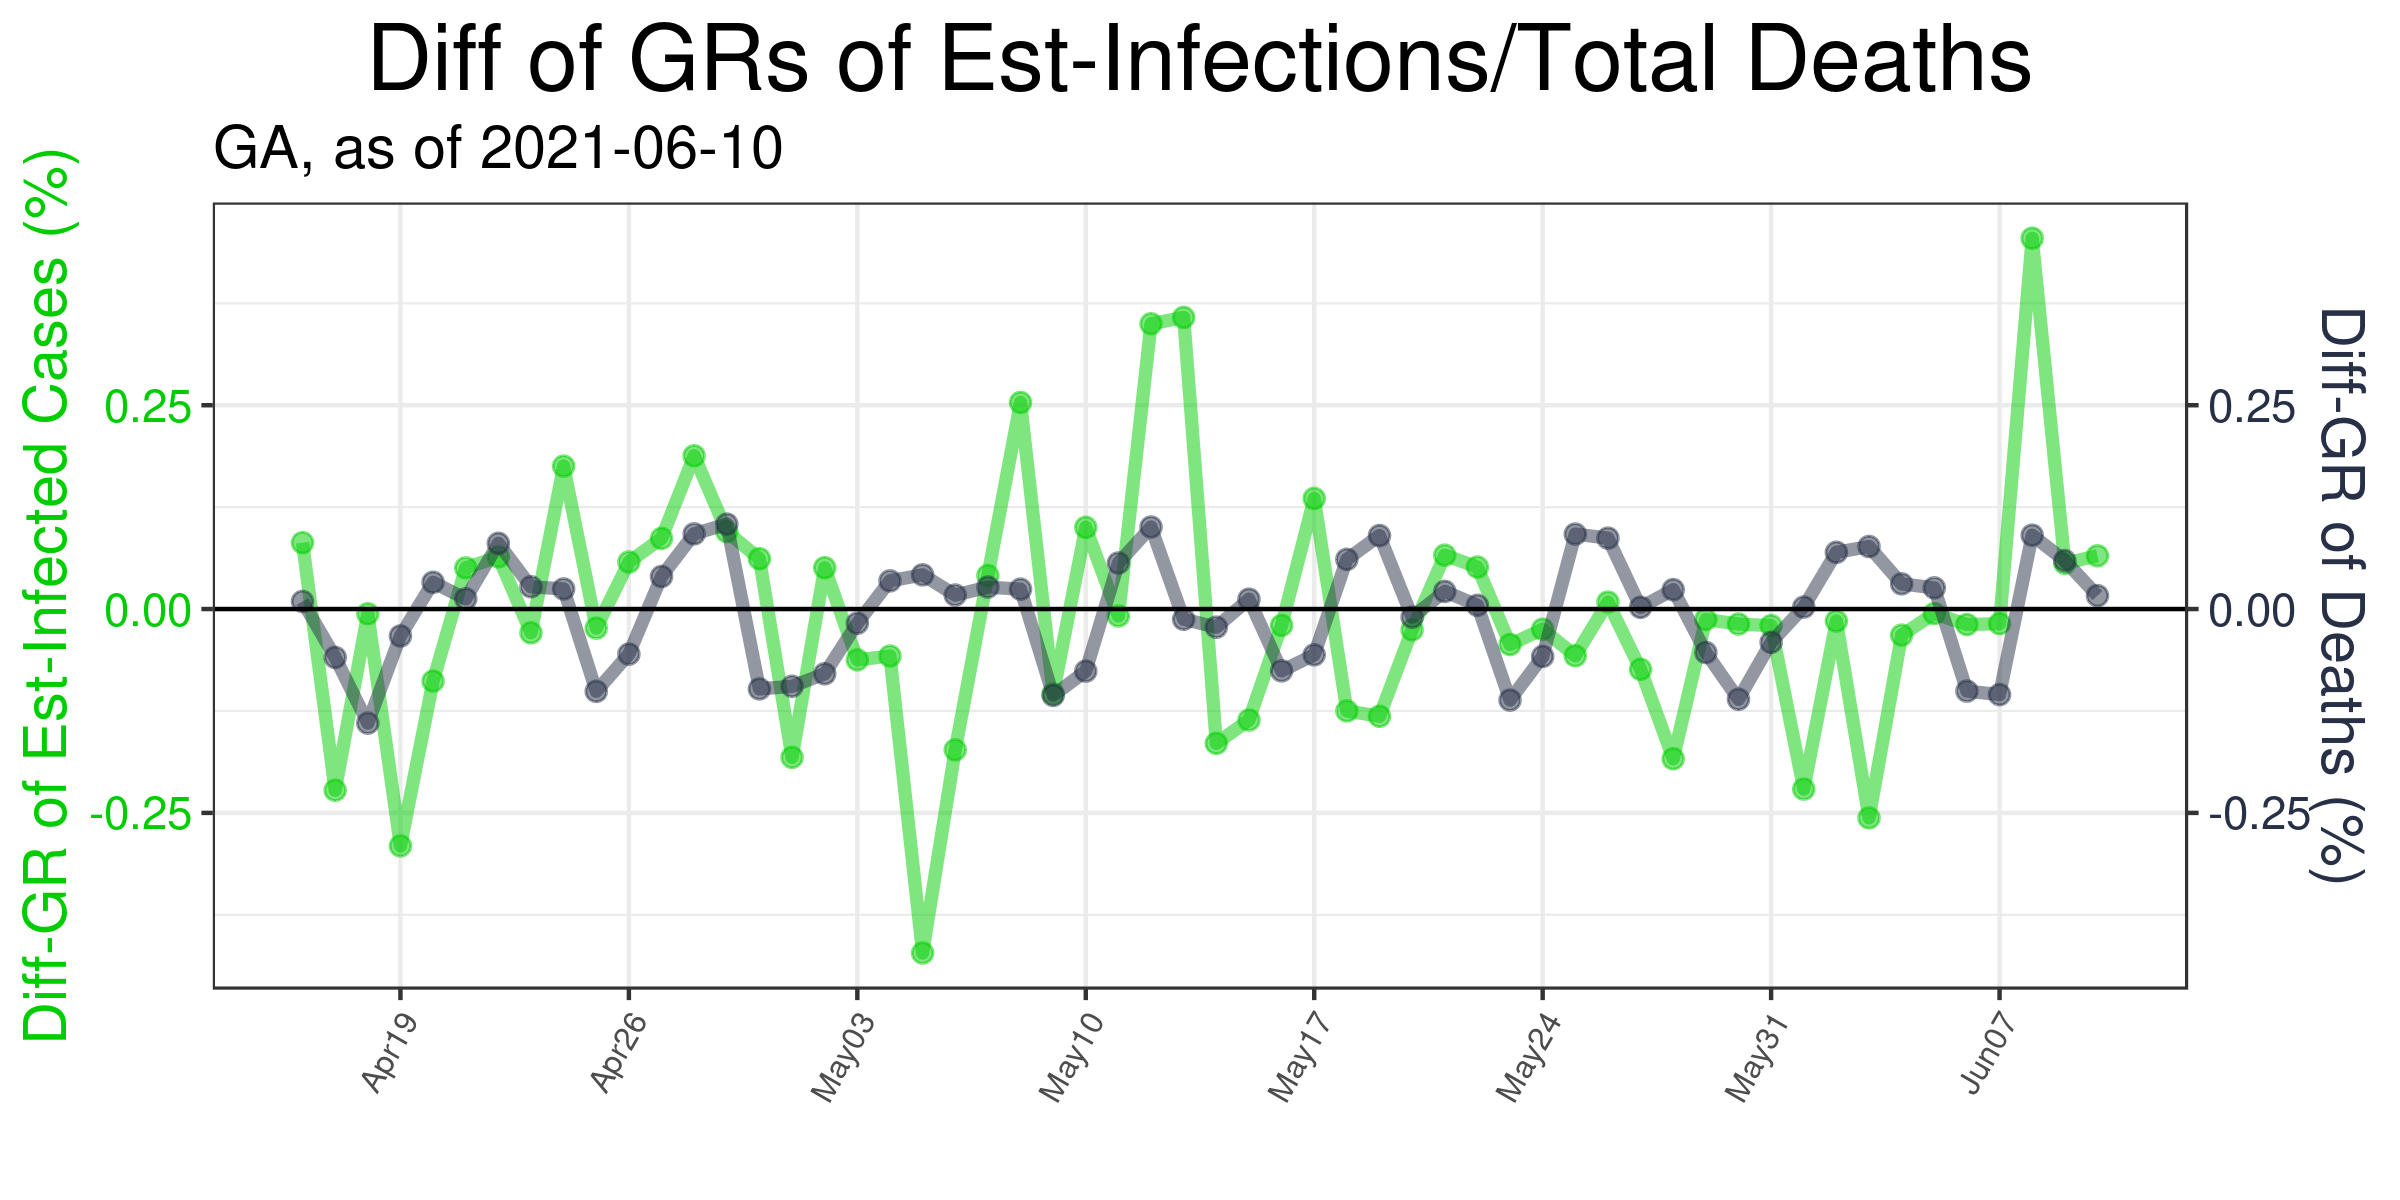 Diff of GRs of Est-Infections/Total Deaths
GA, as of 2021-06-10
Diff-GR of Est-Infected Cases (%)
0.25
0.00
-0.25
0.25
0.00
-0.25
Diff-GR of Deaths (%)
Apr19
Apr26
May03
May10
May17
May24
May31
Jun07